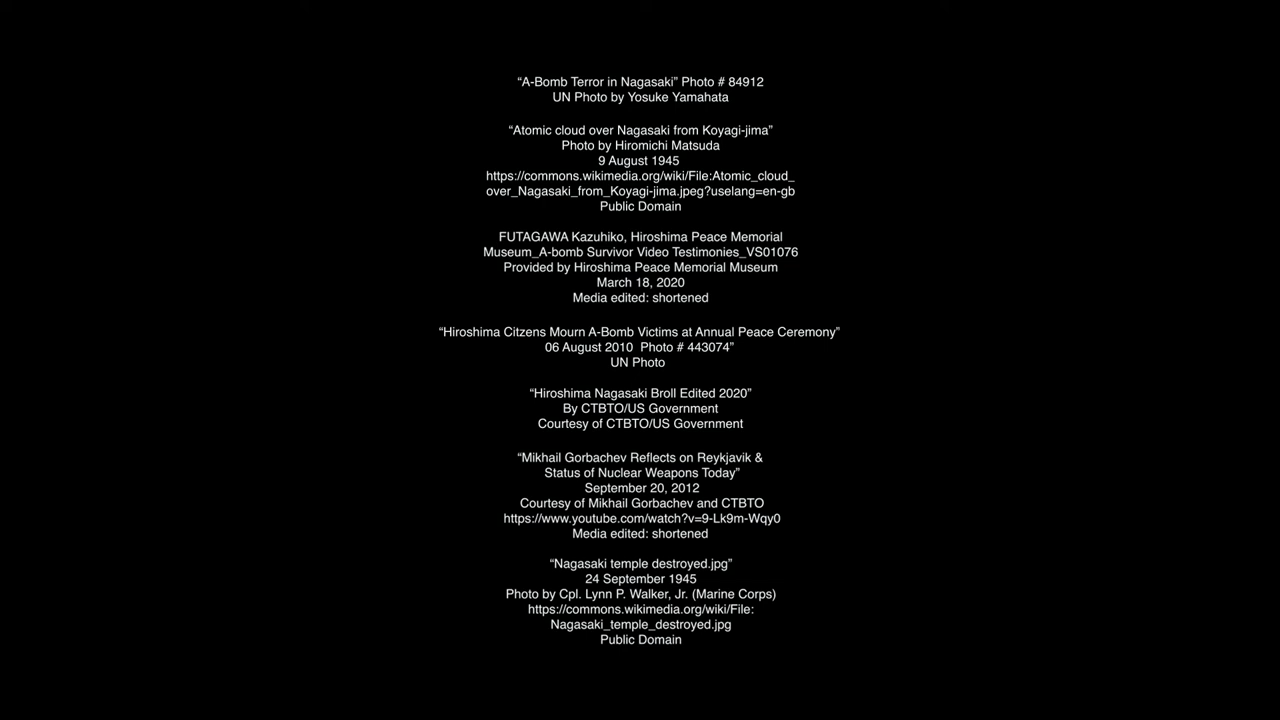 “A-Bomb Terror in Nagasaki” Photo # 84912
UN Photo by Yosuke Yamahata
“Atomic cloud over Nagasaki from Koyagi-jima”
Photo by Hiromichi Matsuda
9 August 1945
https://commons.wikimedia.org/wiki/File:Atomic_cloud_
over_Nagasaki_from_Koyagi-jima.jpeg?uselang=en-gb
Public Domain
FUTAGAWA Kazuhiko, Hiroshima Peace Memorial
Museum_A-bomb Survivor Video Testimonies_VS01076
Provided by Hiroshima Peace Memorial Museum
March 18, 2020
Media edited: shortened
“Hiroshima Citzens Mourn A-Bomb Victims at Annual Peace Ceremony”
06 August 2010  Photo # 443074”
UN Photo
“Hiroshima Nagasaki Broll Edited 2020”
By CTBTO/US Government
Courtesy of CTBTO/US Government
“Mikhail Gorbachev Reflects on Reykjavik &
Status of Nuclear Weapons Today”
September 20, 2012
Courtesy of Mikhail Gorbachev and CTBTO
https://www.youtube.com/watch?v=9-Lk9m-Wqy0
Media edited: shortened
“Nagasaki temple destroyed.jpg”
24 September 1945
Photo by Cpl. Lynn P. Walker, Jr. (Marine Corps)
https://commons.wikimedia.org/wiki/File:
Nagasaki_temple_destroyed.jpg
Public Domain